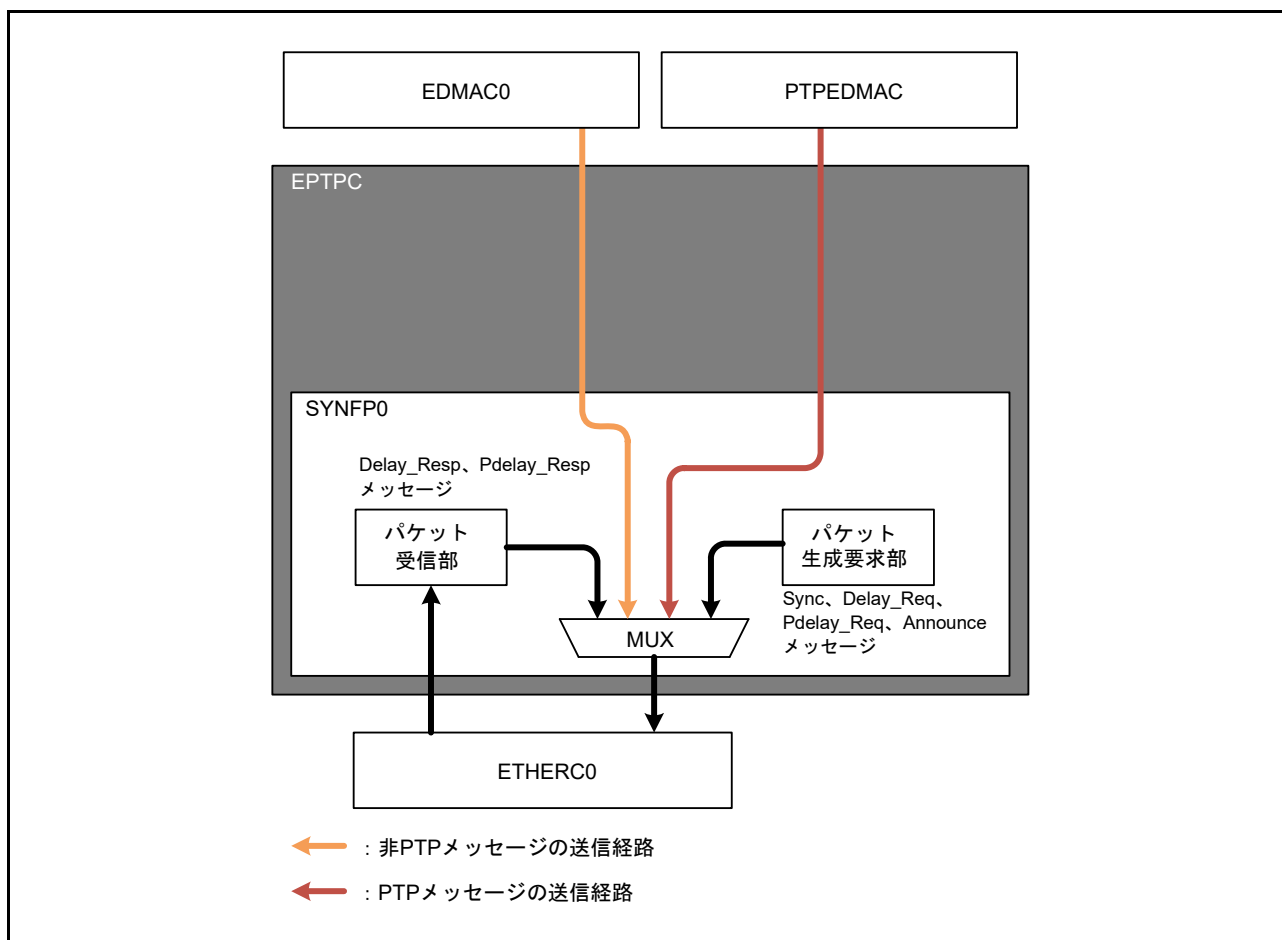 EDMAC0
PTPEDMAC
EPTPC
SYNFP0
Delay_Resp、Pdelay_Resp
メッセージ
パケット
受信部
パケット
生成要求部
Sync、Delay_Req、
Pdelay_Req、Announce
メッセージ
MUX
ETHERC0
：非PTPメッセージの送信経路
：PTPメッセージの送信経路